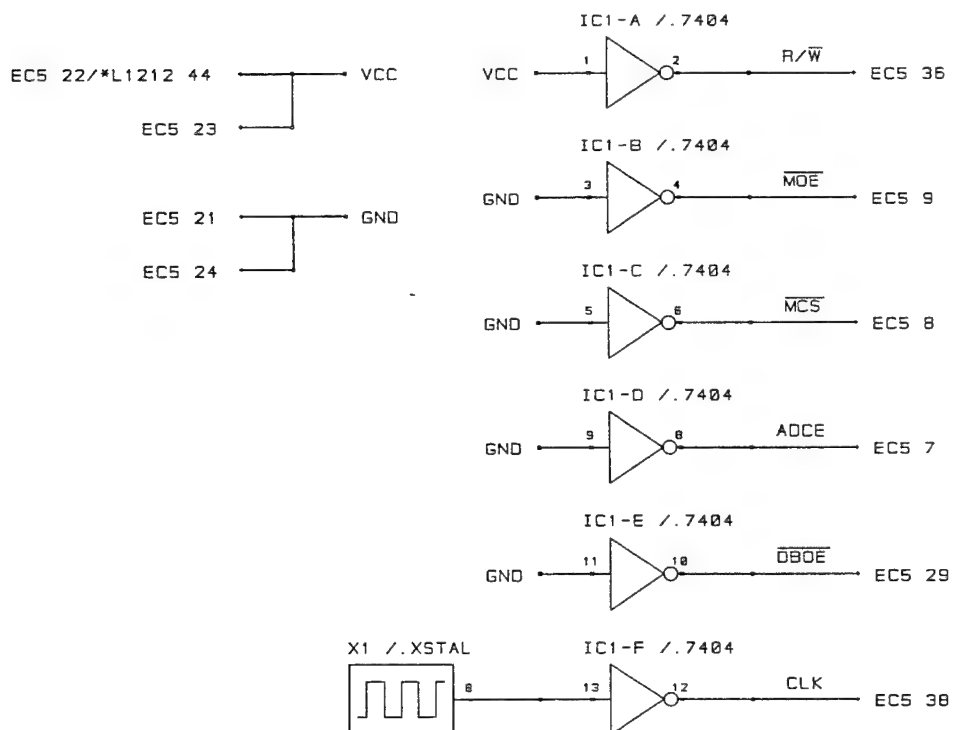 EC5 22/*L1212 44
VCC
EC5 23
EC5 21
GND
EC5 24
IC1-A /.7404
VCC 1 2 R/W̅ EC5 36
IC1-B /.7404
GND 3 4 M̅O̅E̅ EC5 9
IC1-C /.7404
GND 5 6 M̅C̅S̅ EC5 8
IC1-D /.7404
GND 9 8 ADCE EC5 7
IC1-E /.7404
GND 11 10 D̅B̅O̅E̅ EC5 29
X1 /.XSTAL
8
IC1-F /.7404
13 12 CLK EC5 38